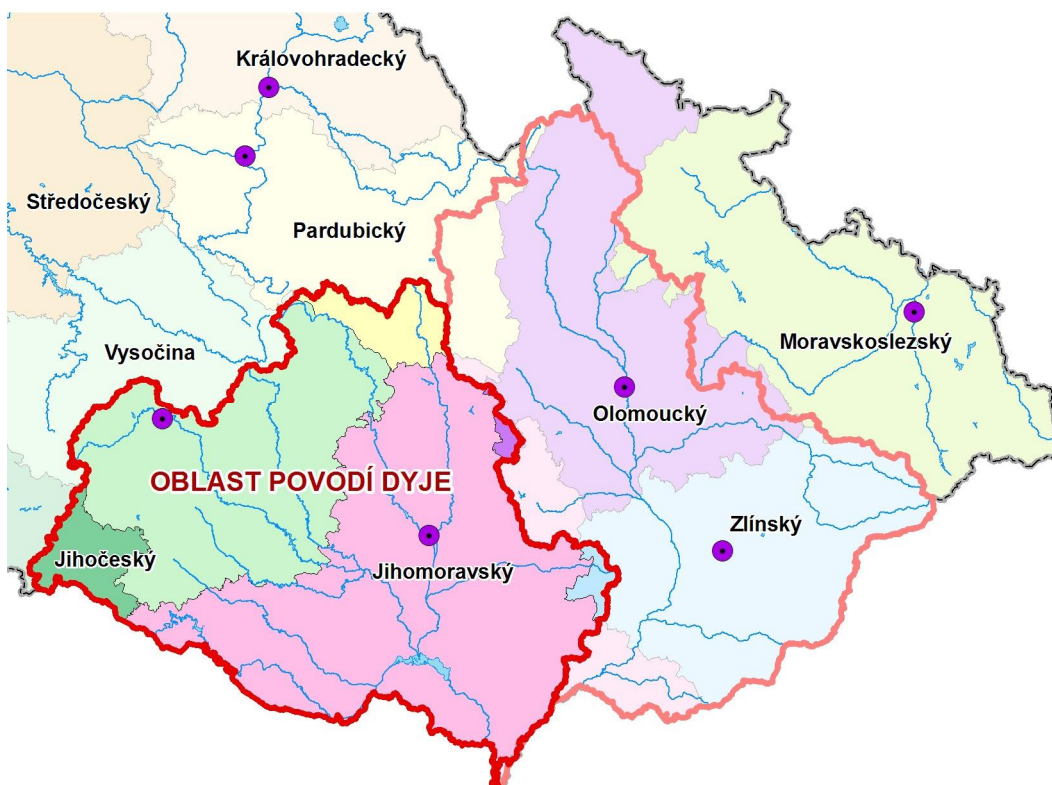 Královohradecký
Středočeský
Pardubický
Moravskoslezský
Vysočina
Olomoucký
OBLAST POVODÍ DYJE
Zlínský
Jihočeský
Jihomoravský